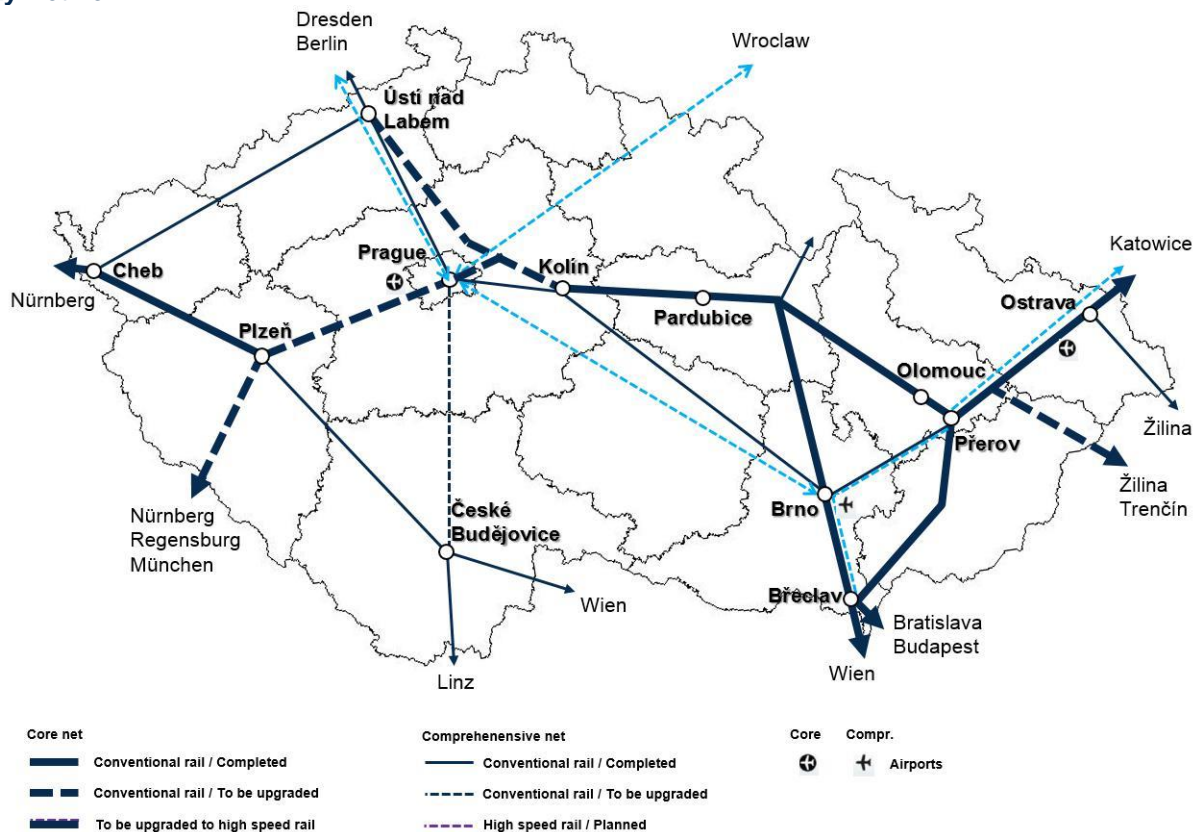 Dresden
Berlin
Wroclaw
Ústí nad
Labem
Prague
Kolín
Katowice
Cheb
Ostrava
Nürnberg
Pardubice
Plzeň
Olomouc
Žilina
Přerov
Žilina
Trenčín
Brno
Nürnberg
Regensburg
München
České
Budějovice
Břeclav
Wien
Bratislava
Budapest
Wien
Linz
Core net
Comprehenensive net
Core Compr.
Conventional rail / Completed
Conventional rail / Completed
Airports
Conventional rail / To be upgraded
Conventional rail / To be upgraded
To be upgraded to high speed rail
High speed rail / Planned